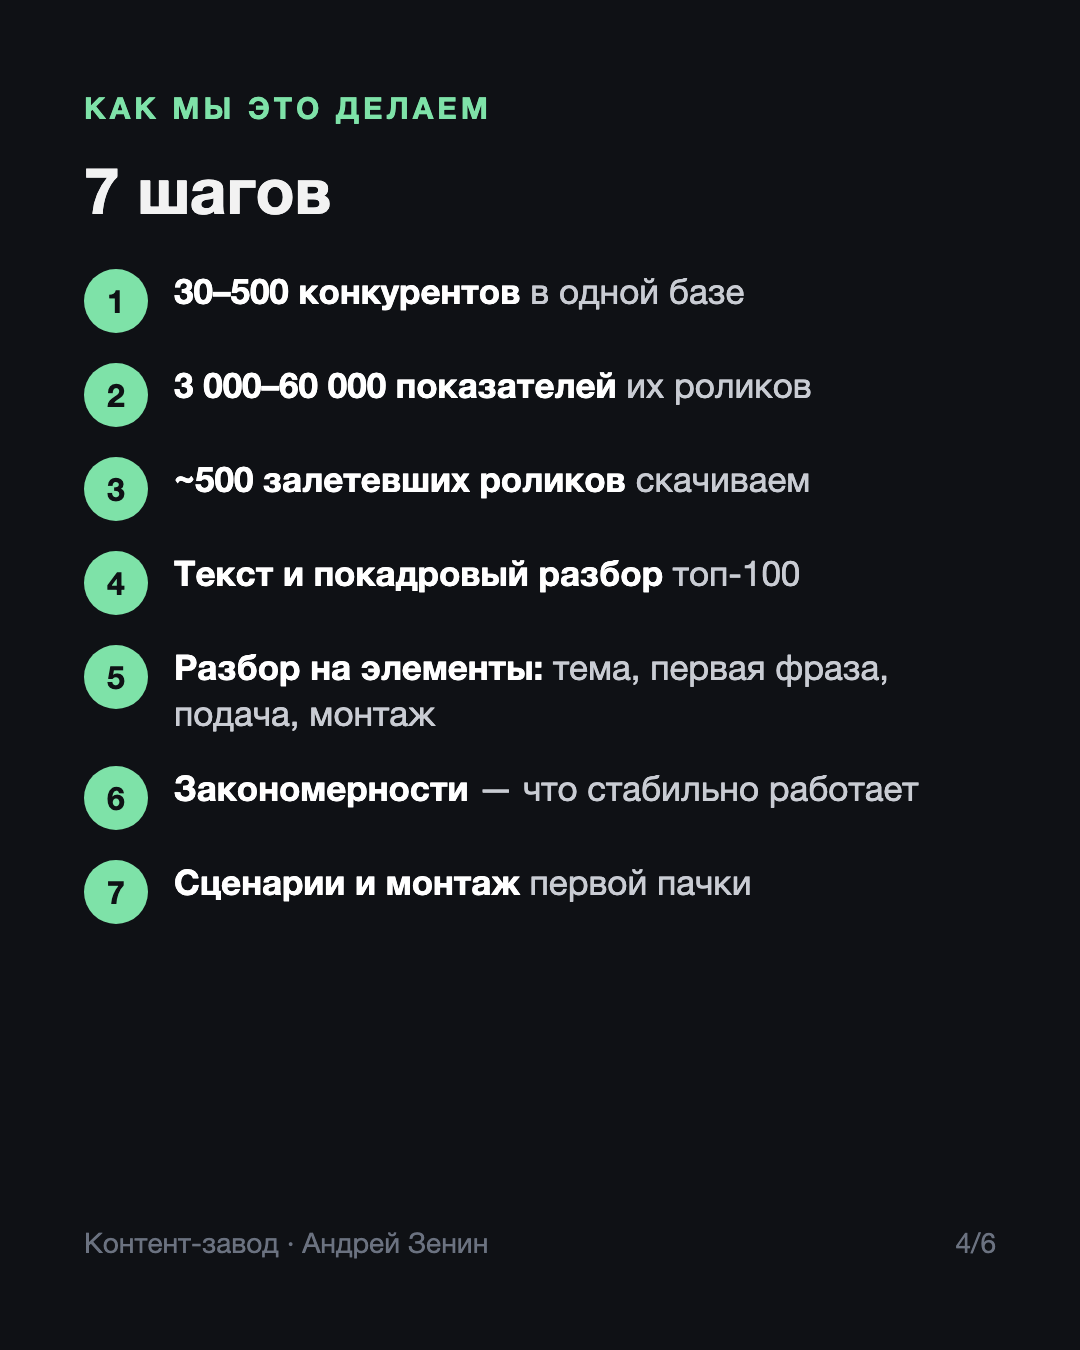 КАК МЫ ЭТО ДЕЛАЕМ
7 шагов
1 30–500 конкурентов в одной базе
2 3 000–60 000 показателей их роликов
3 ~500 залетевших роликов скачиваем
4 Текст и покадровый разбор топ-100
5 Разбор на элементы: тема, первая фраза,
подача, монтаж
6 Закономерности — что стабильно работает
7 Сценарии и монтаж первой пачки
Контент-завод · Андрей Зенин 4/6